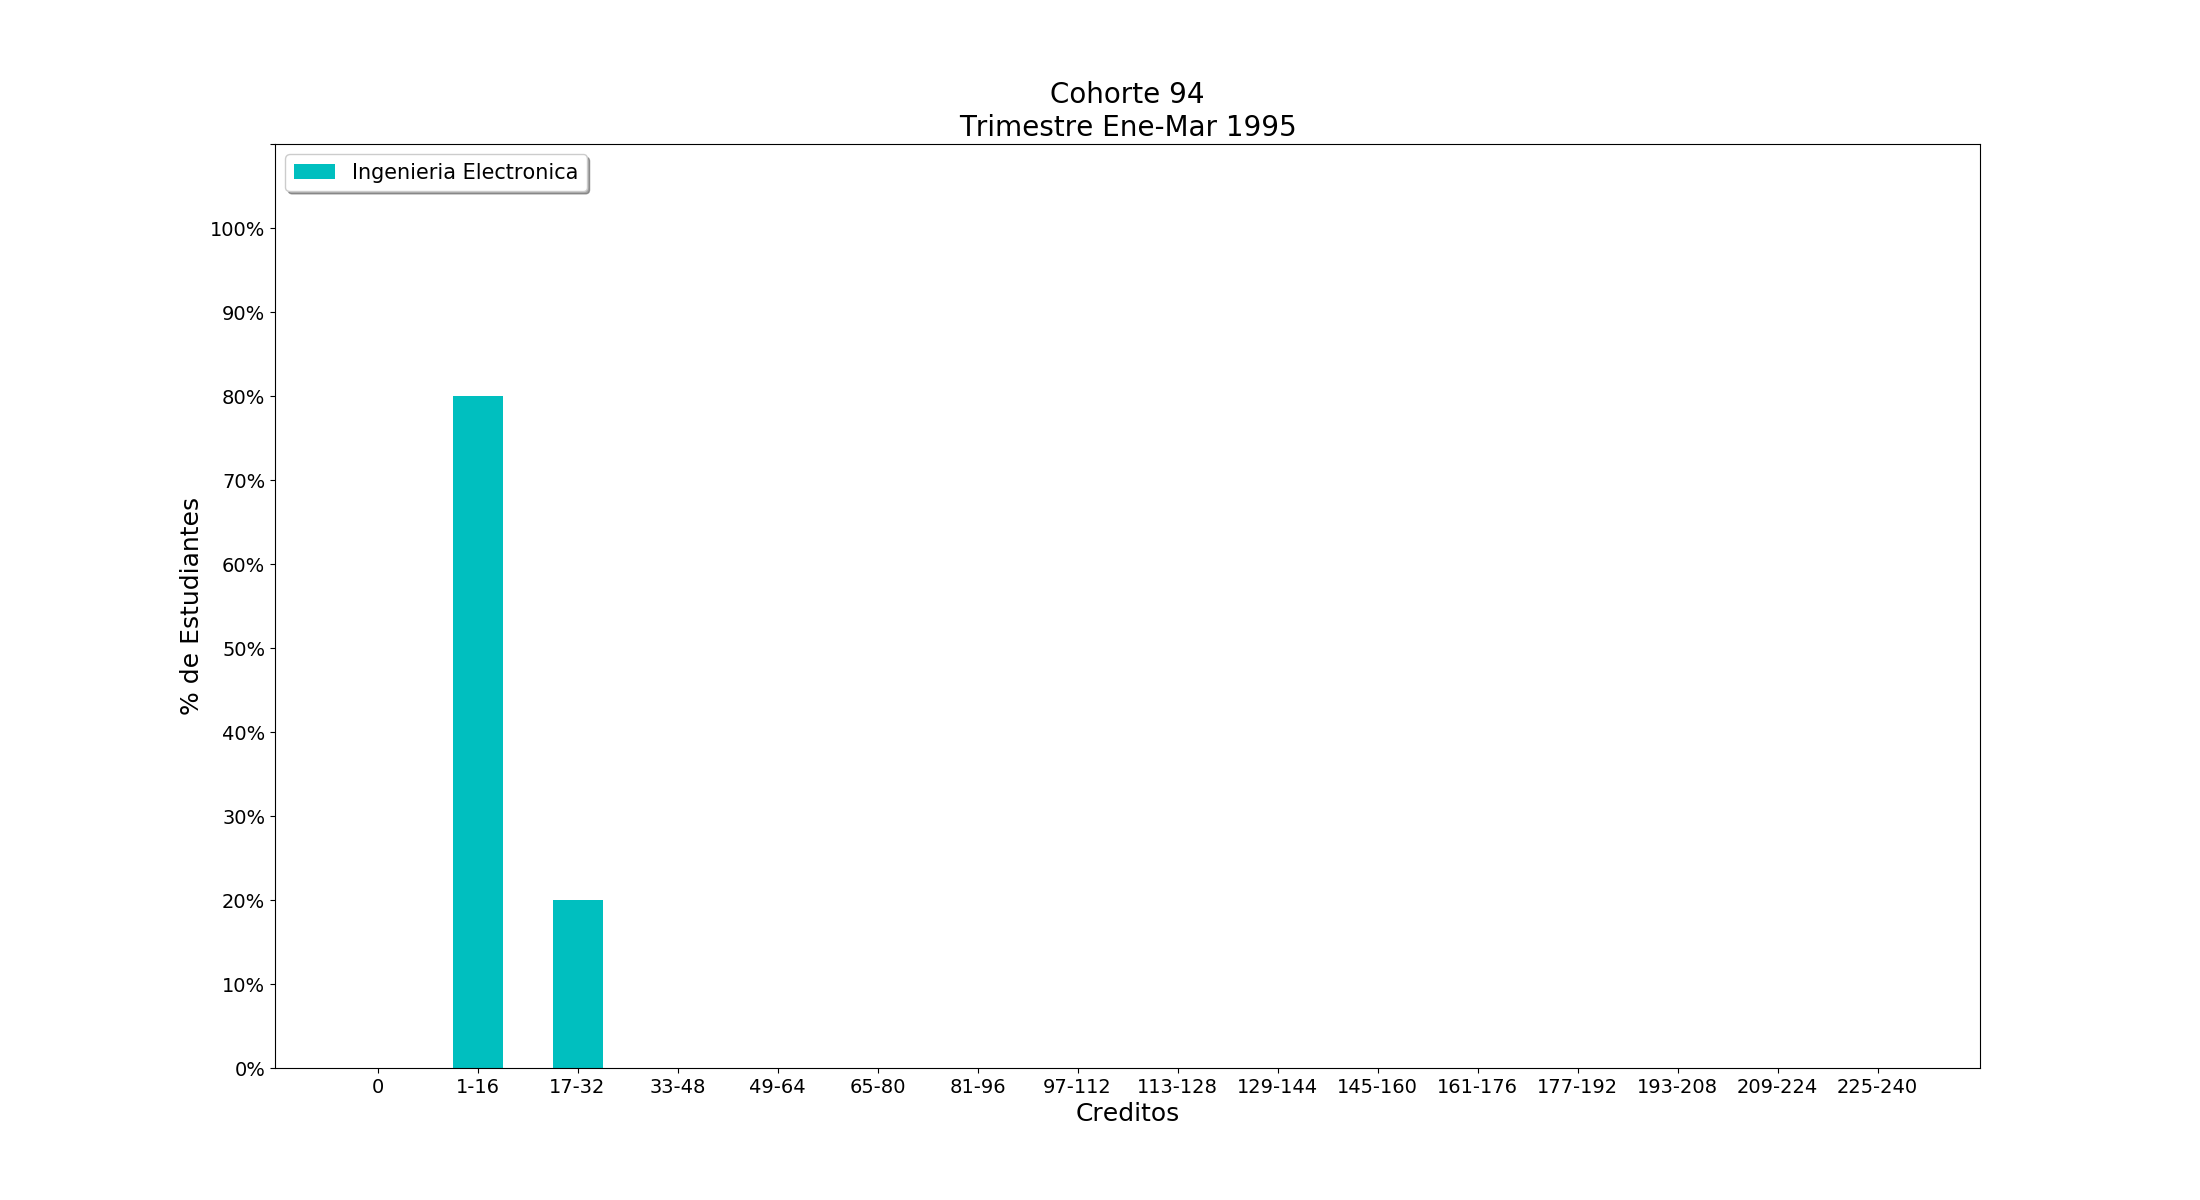 Cohorte 94
Trimestre Ene-Mar 1995
Ingenieria Electronica
100%
90%
80%
70%
60%
50%
40%
30%
20%
10%
0%
% de Estudiantes
0 1-16 17-32 33-48 49-64 65-80 81-96 97-112 113-128 129-144 145-160 161-176 177-192 193-208 209-224 225-240
Creditos